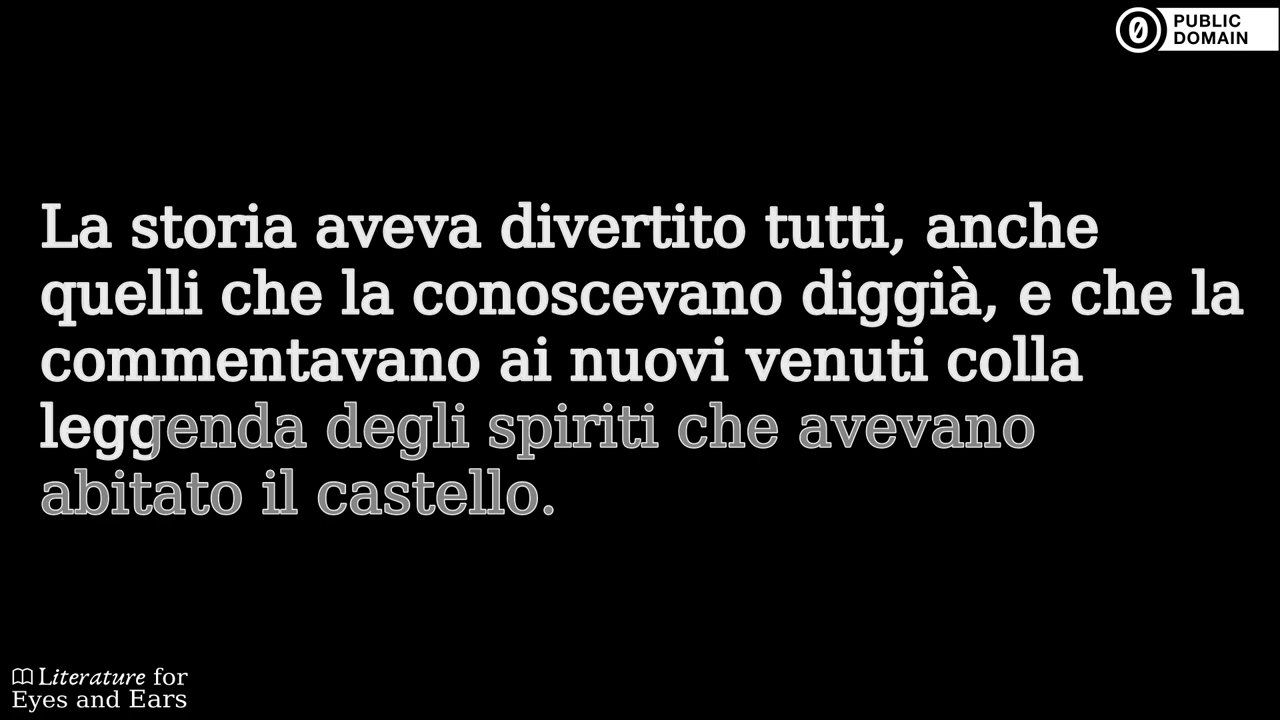 PUBLIC
DOMAIN
La storia aveva divertito tutti, anche
quelli che la conoscevano diggià, e che la
commentavano ai nuovi venuti colla
leggenda degli spiriti che avevano
abitato il castello.
Literature for
Eyes and Ears